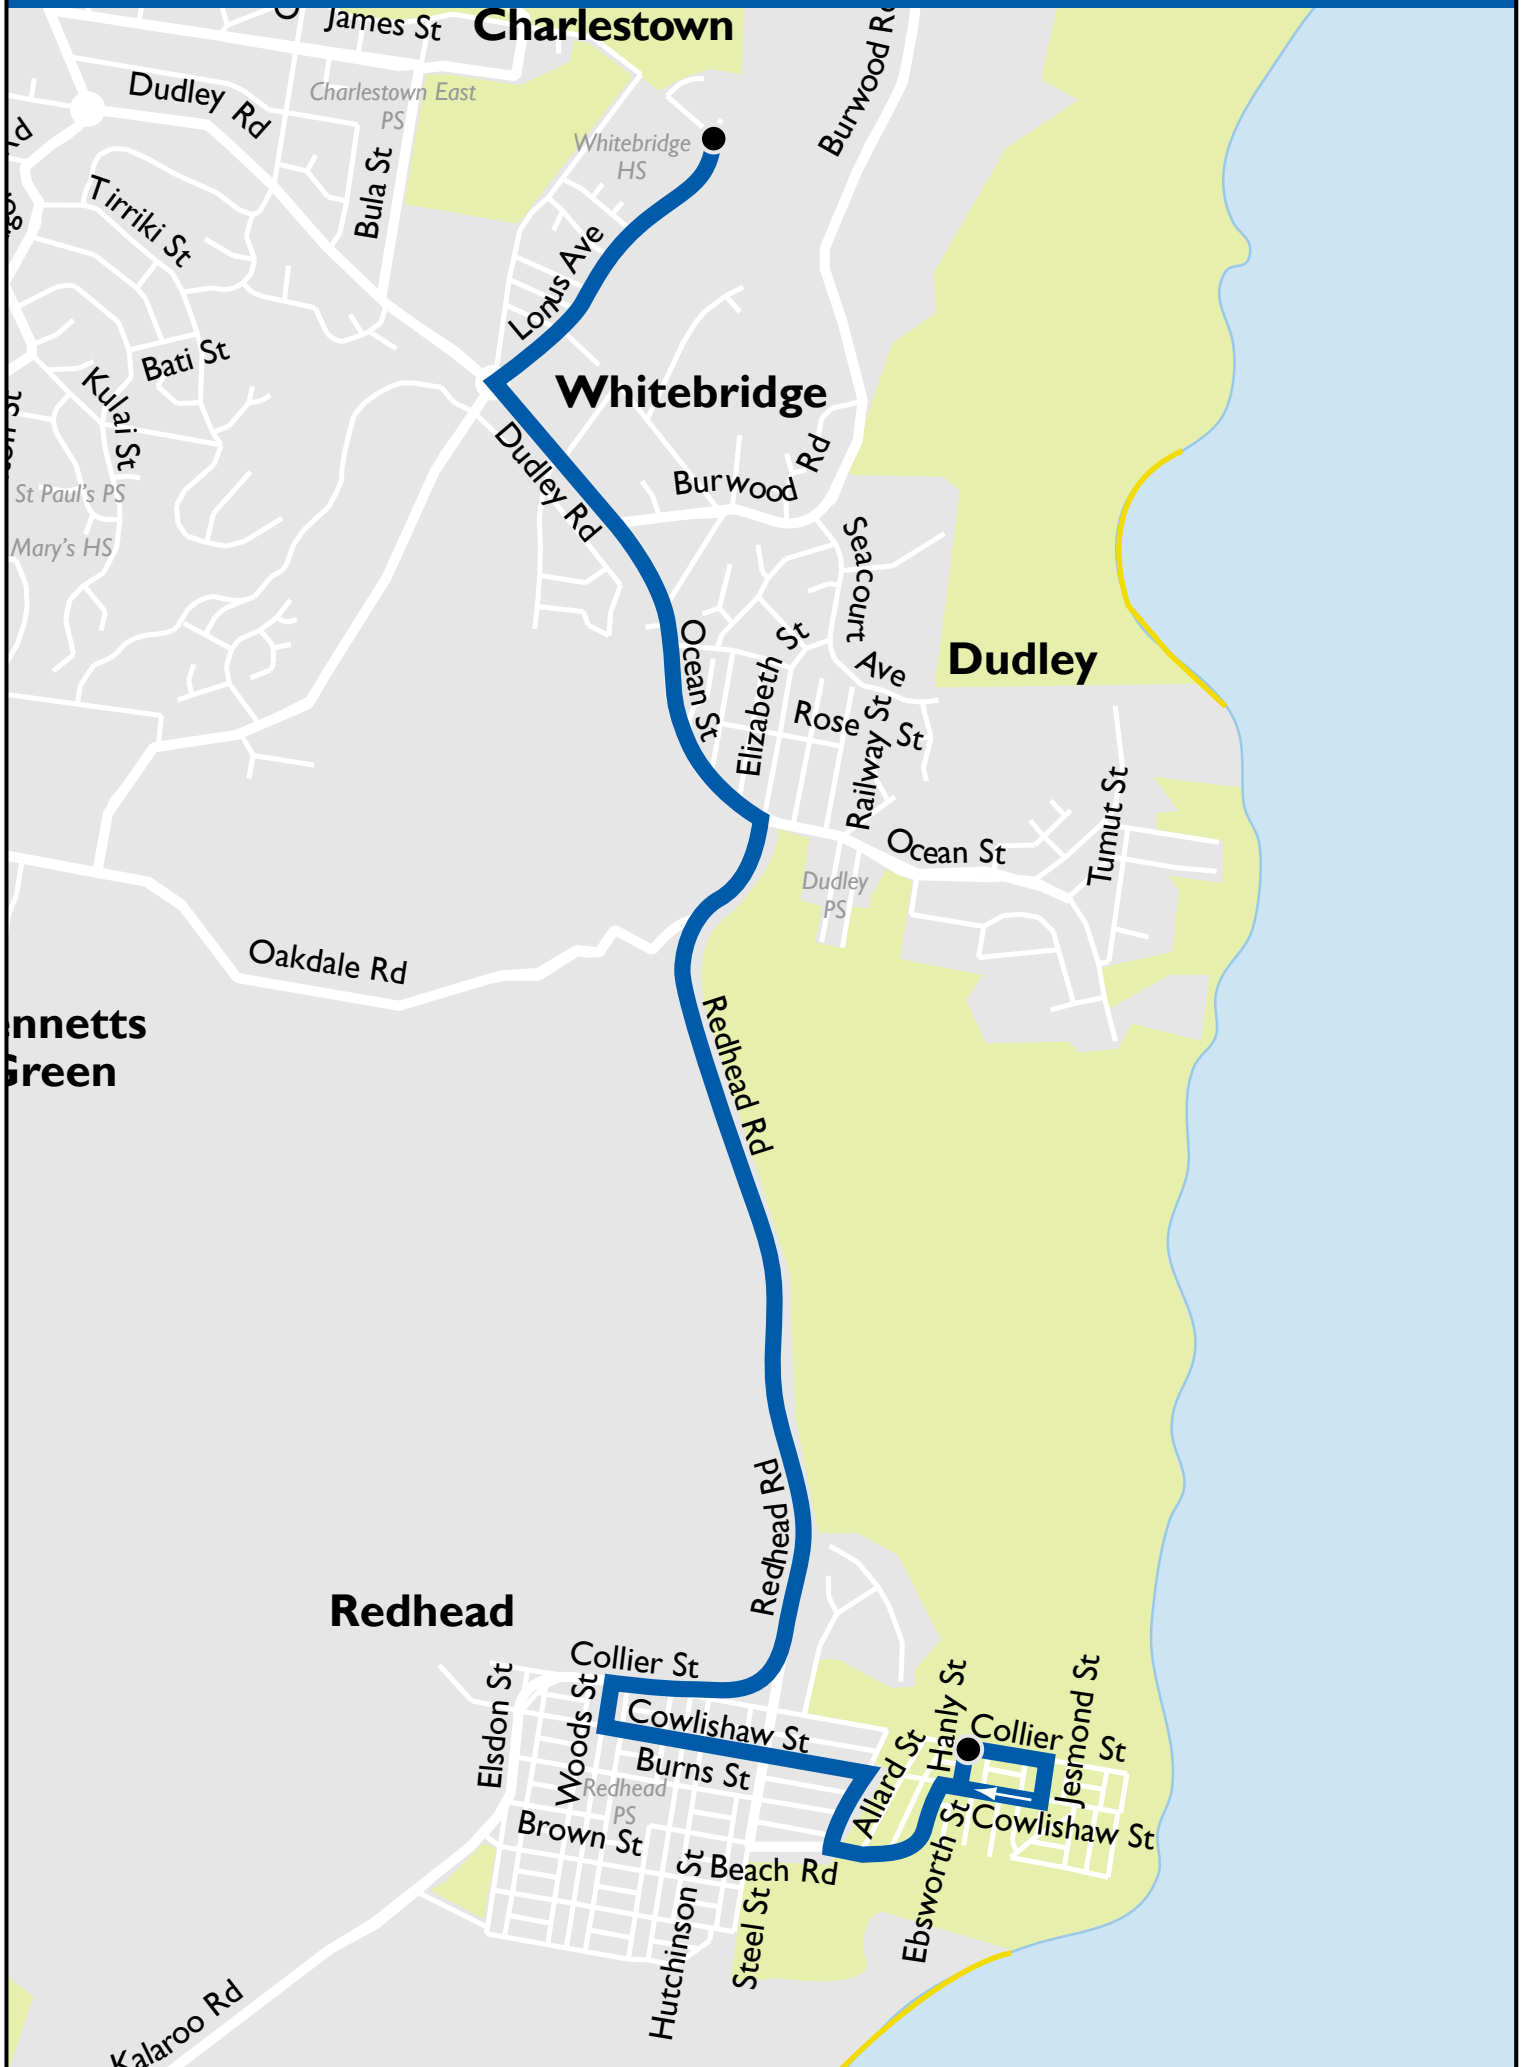 James St
Charlestown
Burwood Rd
Dudley Rd
Charlestown East
PS
Whitebridge
HS
Bula St
Tirriki St
Lonus Ave
Bati St
Kulai St
Whitebridge
Dudley Rd
Burwood Rd
St Paul's PS
Mary's HS
Seacourt Ave
Ocean St
Elizabeth St
Dudley
Rose St
Railway St
Tumut St
Ocean St
Dudley
PS
Oakdale Rd
ennetts
Green
Redhead Rd
Redhead Rd
Redhead
Collier St
Elsdon St
Woods St
Cowlishaw St
Burns St
Redhead
PS
Brown St
Allard St
Hanly St
Collier St
Jesmond St
Cowlishaw St
Ebsworth St
Beach Rd
Hutchinson St
Steel St
Kalaroo Rd